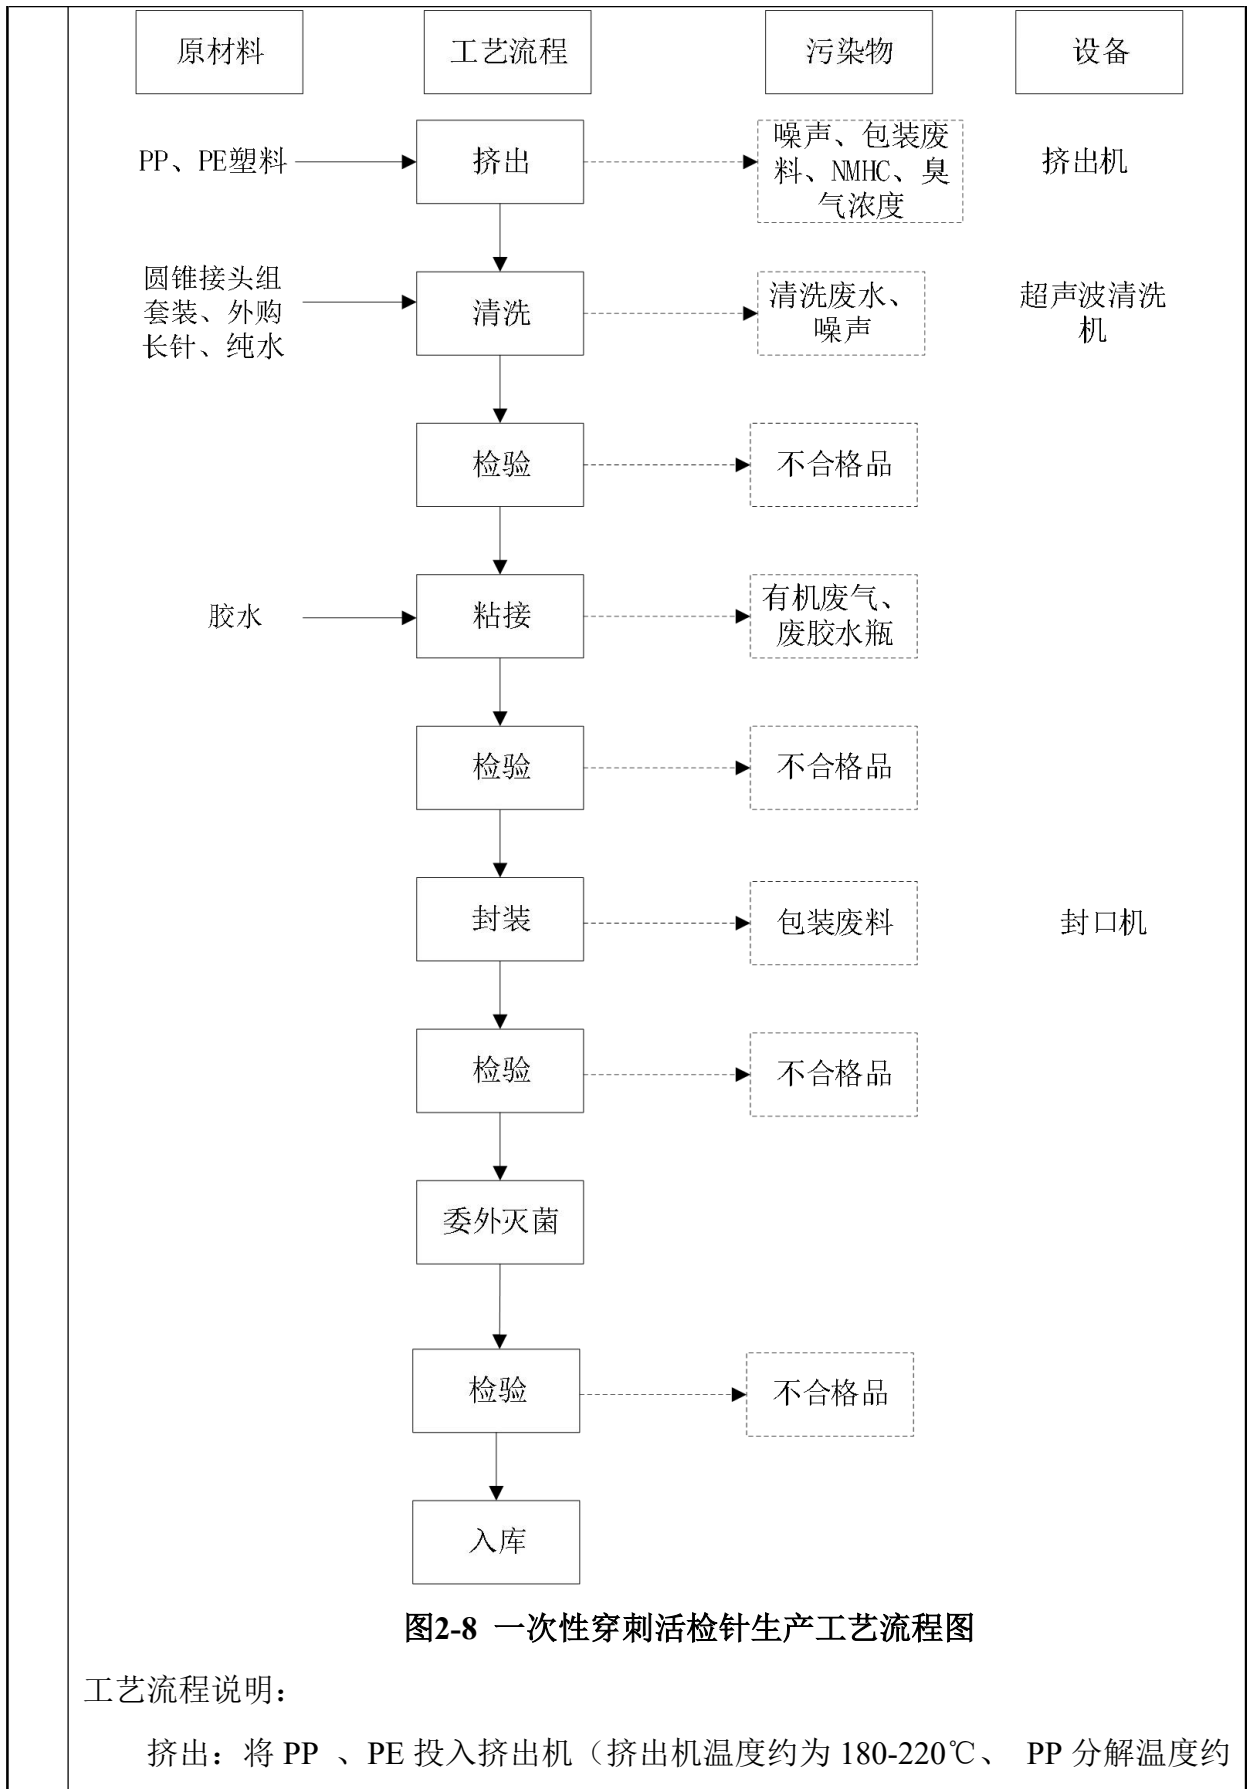 原材料
工艺流程
污染物
设备
PP、PE塑料
挤出
噪声、包装废
料、NMHC、臭
气浓度
挤出机
圆锥接头组
套装、外购
长针、纯水
清洗
清洗废水、
噪声
超声波清洗
机
检验
不合格品
胶水
粘接
有机废气、
废胶水瓶
检验
不合格品
封装
包装废料
封口机
检验
不合格品
委外灭菌
检验
不合格品
入库
图2-8 一次性穿刺活检针生产工艺流程图
工艺流程说明：
挤出：将 PP 、PE 投入挤出机（挤出机温度约为 180-220℃、 PP 分解温度约